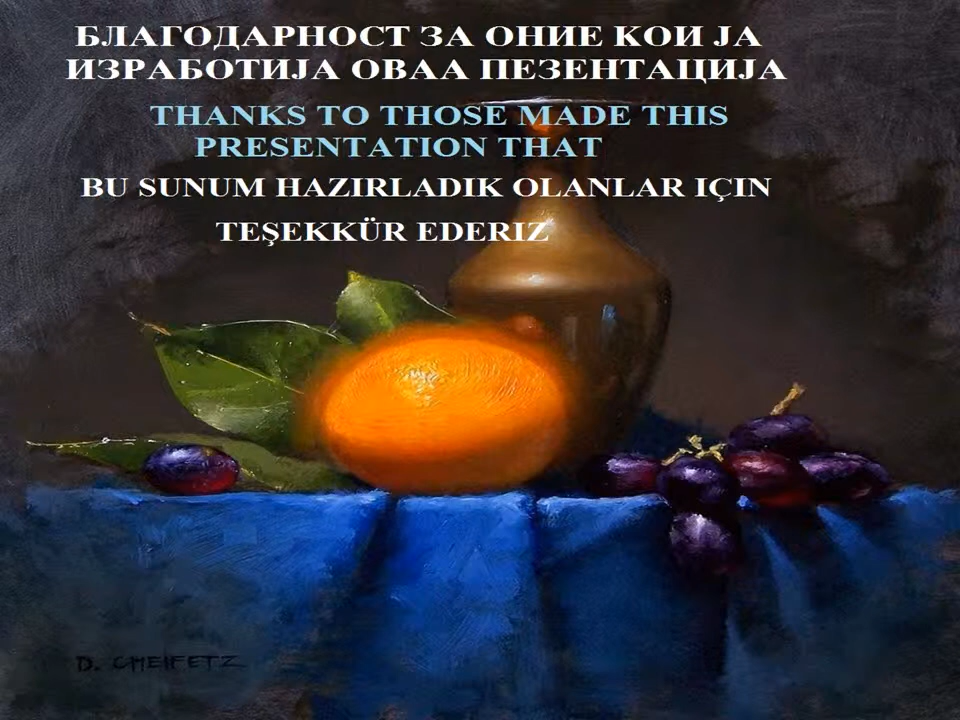 БЛАГОДАРНОСТ ЗА ОНИЕ КОИ ЈА
ИЗРАБОТИЈА ОВАА ПЕЗЕНТАЦИЈА
THANKS TO THOSE MADE THIS
PRESENTATION THAT
BU SUNUM HAZIRLADIK OLANLAR IÇIN
TEŞEKKÜR EDERIZ
D. CHEIFETZ